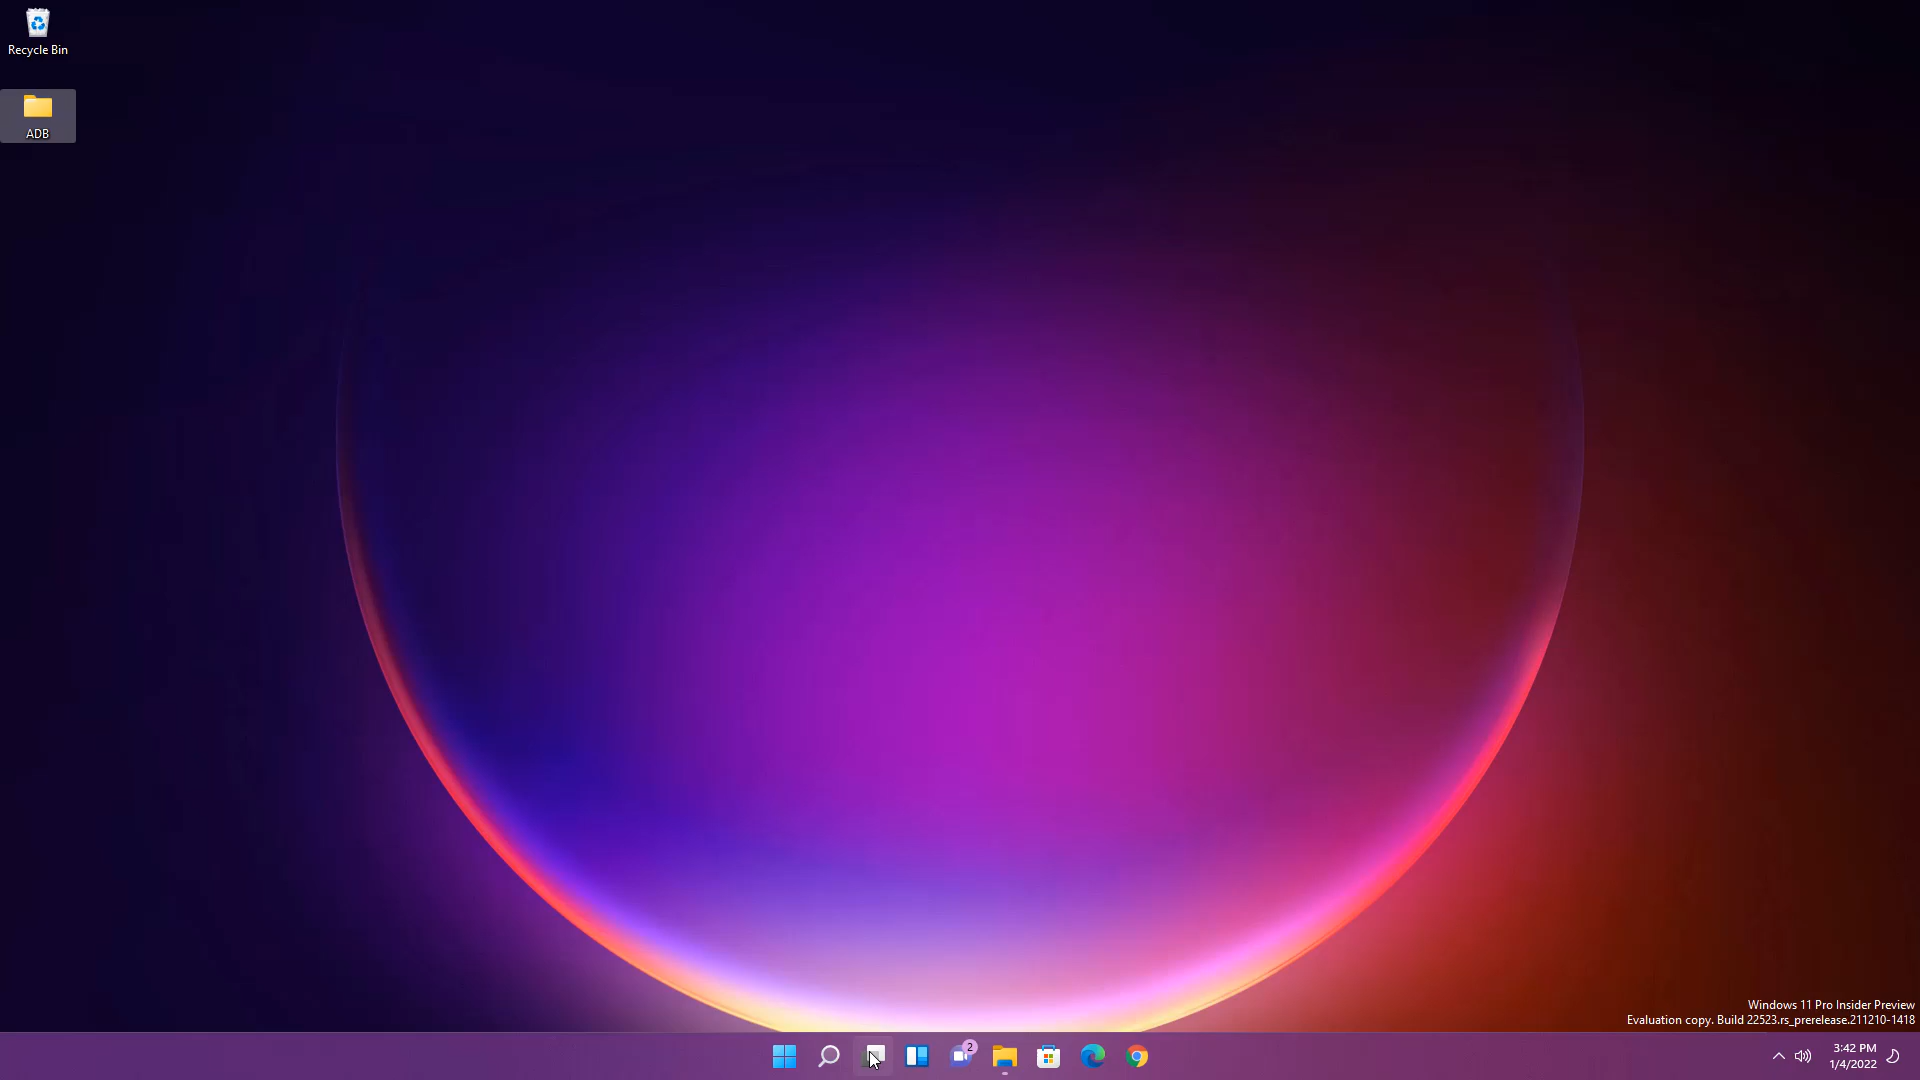 Recycle Bin
ADB
Windows 11 Pro Insider Preview
Evaluation copy. Build 22523.rs_prerelease.211210-1418
2
3:42 PM
1/4/2022